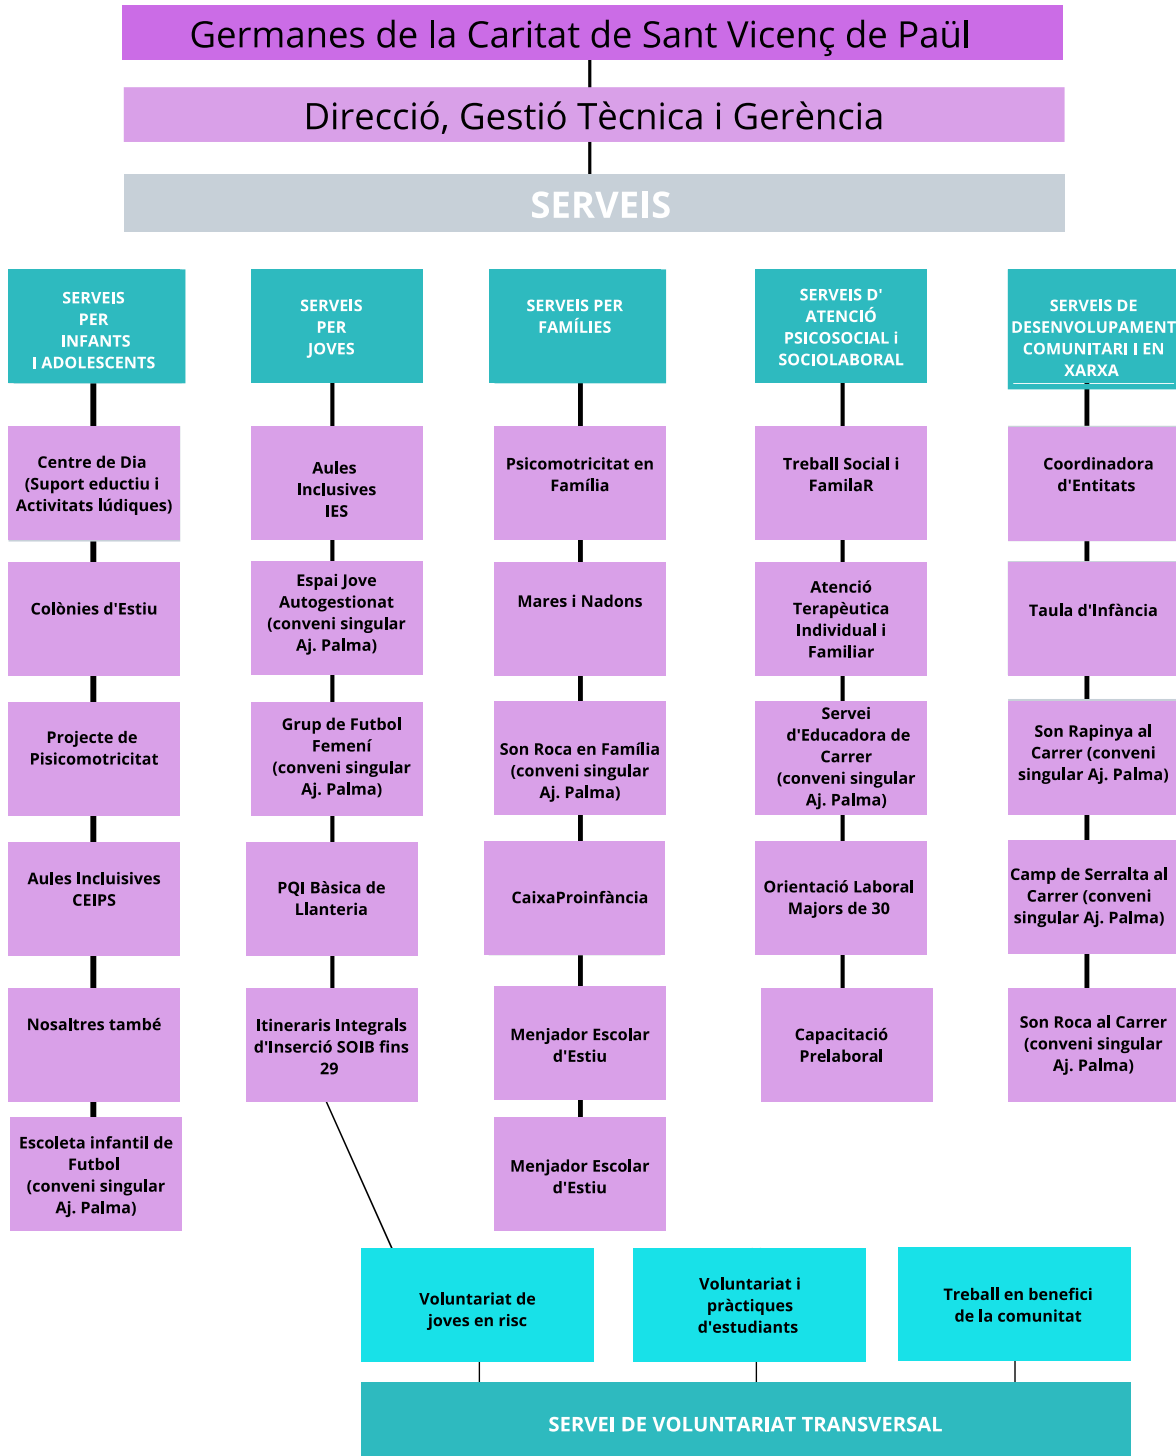 Germanes de la Caritat de Sant Vicenç de Paül
Direcció, Gestió Tècnica i Gerència
SERVEIS
SERVEIS
PER
INFANTS
I ADOLESCENTS
SERVEIS
PER
JOVES
SERVEIS PER
FAMÍLIES
SERVEIS D'
ATENCIÓ
PSICOSOCIAL i
SOCIOLABORAL
SERVEIS DE
DESENVOLUPAMENT
COMUNITARI I EN
XARXA
Centre de Dia
(Suport eductiu i
Activitats lúdiques)
Colònies d'Estiu
Projecte de
Pisicomotricitat
Aules Incluisives
CEIPS
Nosaltres també
Escoleta infantil de
Futbol
(conveni singular
Aj. Palma)
Aules
Inclusives
IES
Espai Jove
Autogestionat
(conveni singular
Aj. Palma)
Grup de Futbol
Femení
(conveni singular
Aj. Palma)
PQI Bàsica de
Llanteria
Itineraris Integrals
d'Inserció SOIB fins
29
Psicomotricitat en
Família
Mares i Nadons
Son Roca en Família
(conveni singular
Aj. Palma)
CaixaProinfància
Menjador Escolar
d'Estiu
Menjador Escolar
d'Estiu
Treball Social i
FamilaR
Atenció
Terapèutica
Individual i
Familiar
Servei
d'Educadora de
Carrer
(conveni singular
Aj. Palma)
Orientació Laboral
Majors de 30
Capacitació
Prelaboral
Coordinadora
d'Entitats
Taula d'Infància
Son Rapinya al
Carrer (conveni
singular Aj. Palma)
Camp de Serralta al
Carrer (conveni
singular Aj. Palma)
Son Roca al Carrer
(conveni singular
Aj. Palma)
Voluntariat de
joves en risc
Voluntariat i
pràctiques
d'estudiants
Treball en benefici
de la comunitat
SERVEI DE VOLUNTARIAT TRANSVERSAL